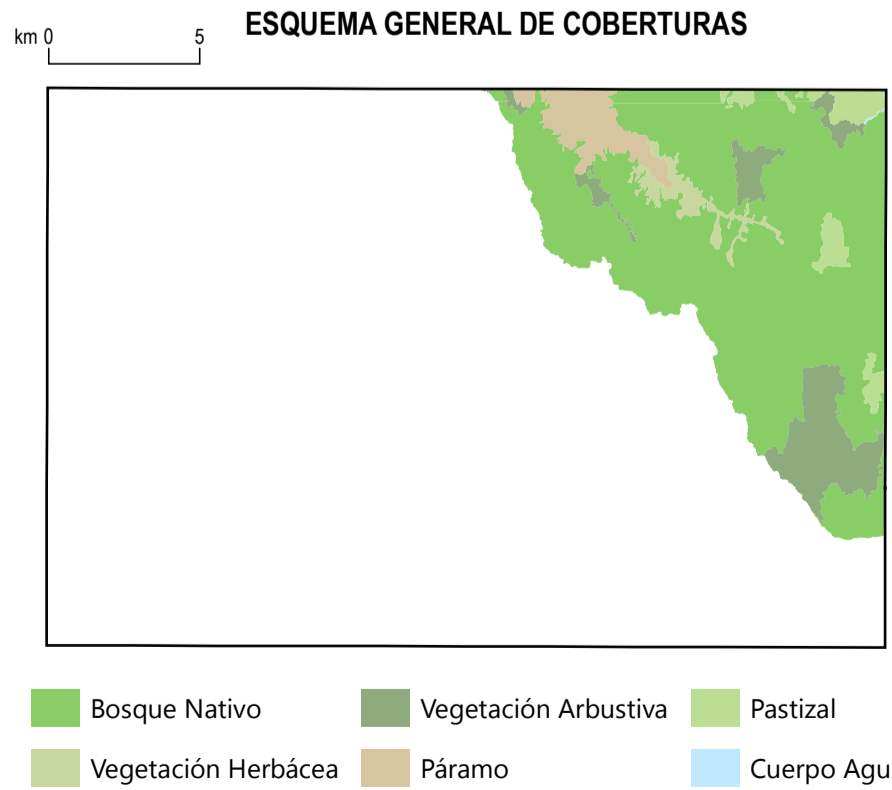 ESQUEMA GENERAL DE COBERTURAS
km 0 5
Bosque Nativo Vegetación Arbustiva Pastizal
Vegetación Herbácea Páramo Cuerpo Agu